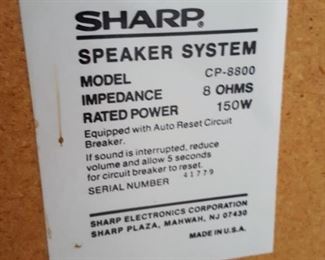 SHARP®
SPEAKER SYSTEM
MODEL CP-8800
IMPEDANCE 8 OHMS
RATED POWER 150W
Equipped with Auto Reset Circuit
Breaker.
If sound is interrupted, reduce
volume and allow 5 seconds
for circuit breaker to reset.
SERIAL NUMBER 41779
SHARP ELECTRONICS CORPORATION
SHARP PLAZA, MAHWAH, NJ 07430
MADE IN U.S.A.